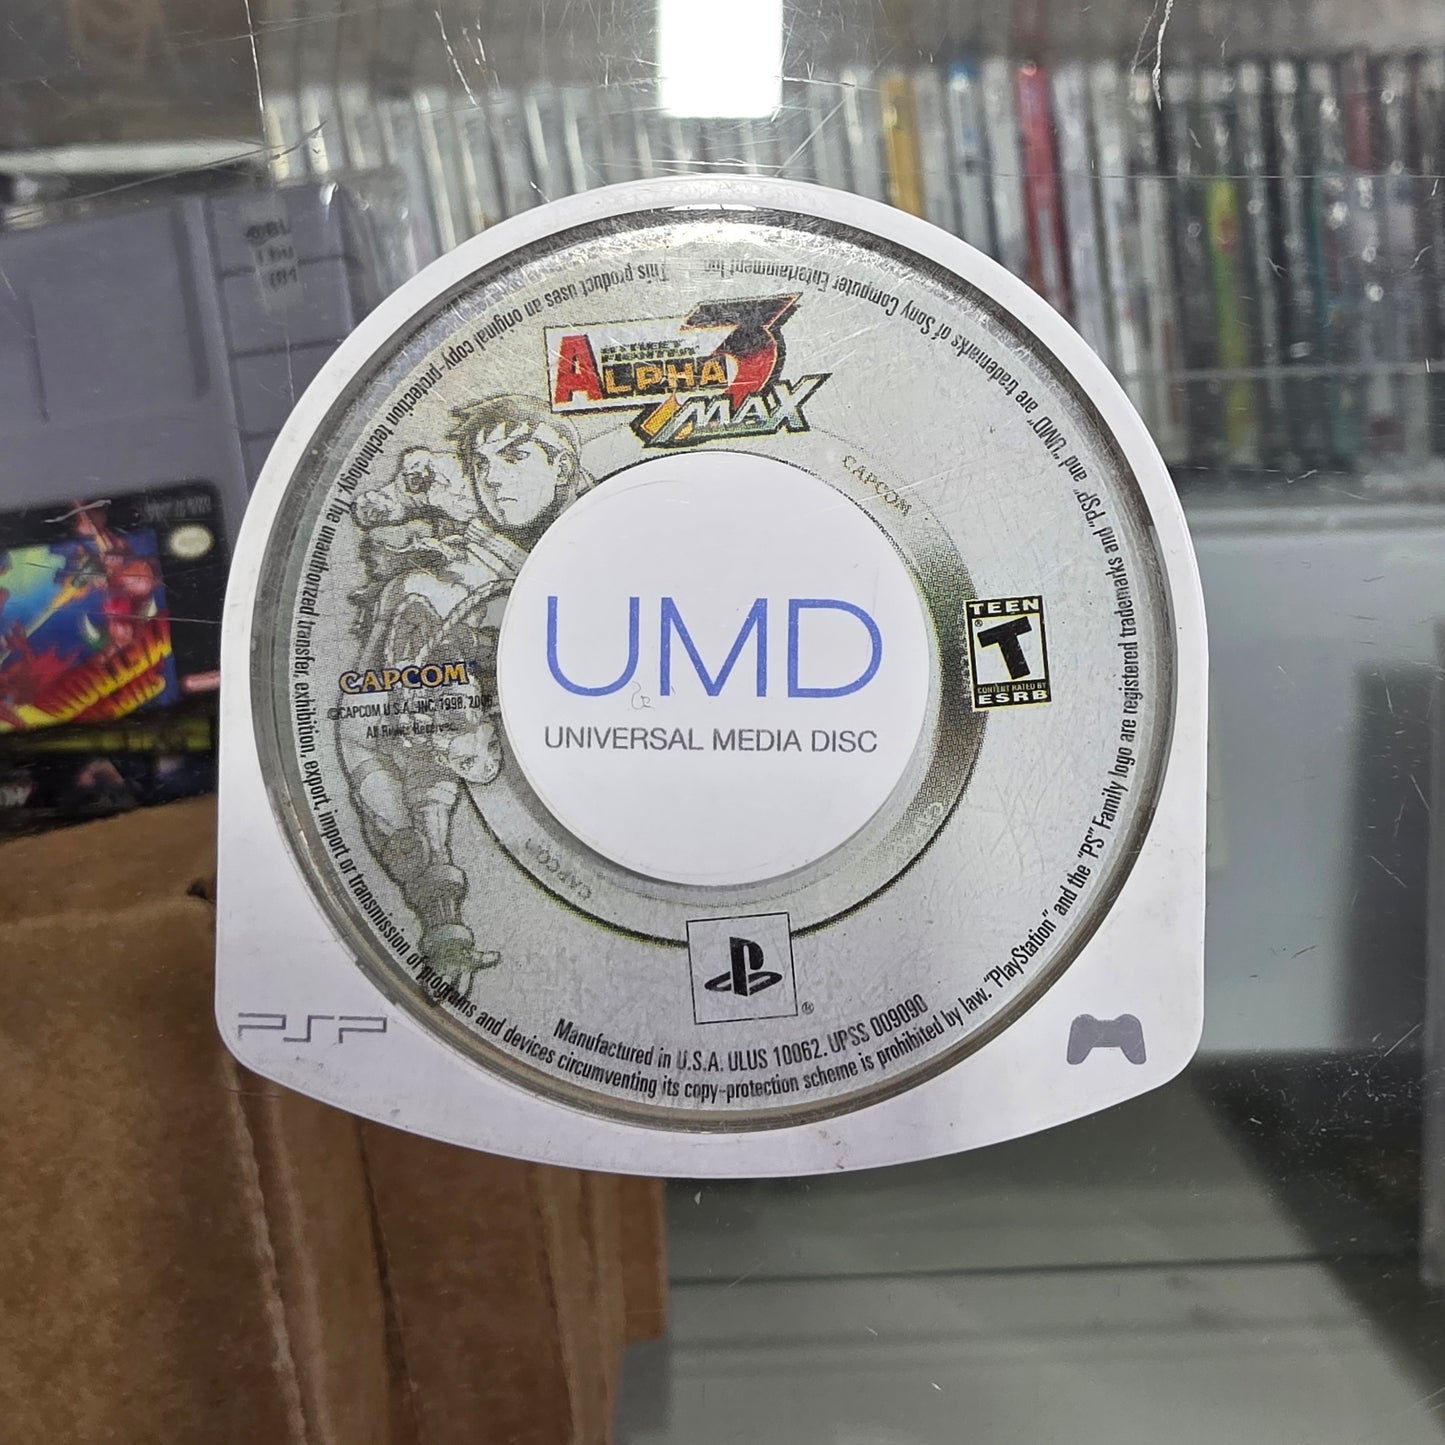 STREET
FIGHTER
ALPHA 3
MAX
CAPCOM
UMD
UNIVERSAL MEDIA DISC
TEEN
T
CONTENT RATED BY
ESRB
CAPCOM
©CAPCOM U.S.A., INC. 1998,
All Rights Reserved.
CAPCOM
®
Manufactured in U.S.A. ULUS 10062. UPSS 009090
This product uses an original copy-protection technology. The unauthorized transfer, exhibition, export, import or transmission of programs and devices circumventing its copy-protection scheme is prohibited by law. "PlayStation" and the "PS" Family logo are registered trademarks and "PSP" and "UMD" are trademarks of Sony Computer Entertainment Inc.
PSP
METROID